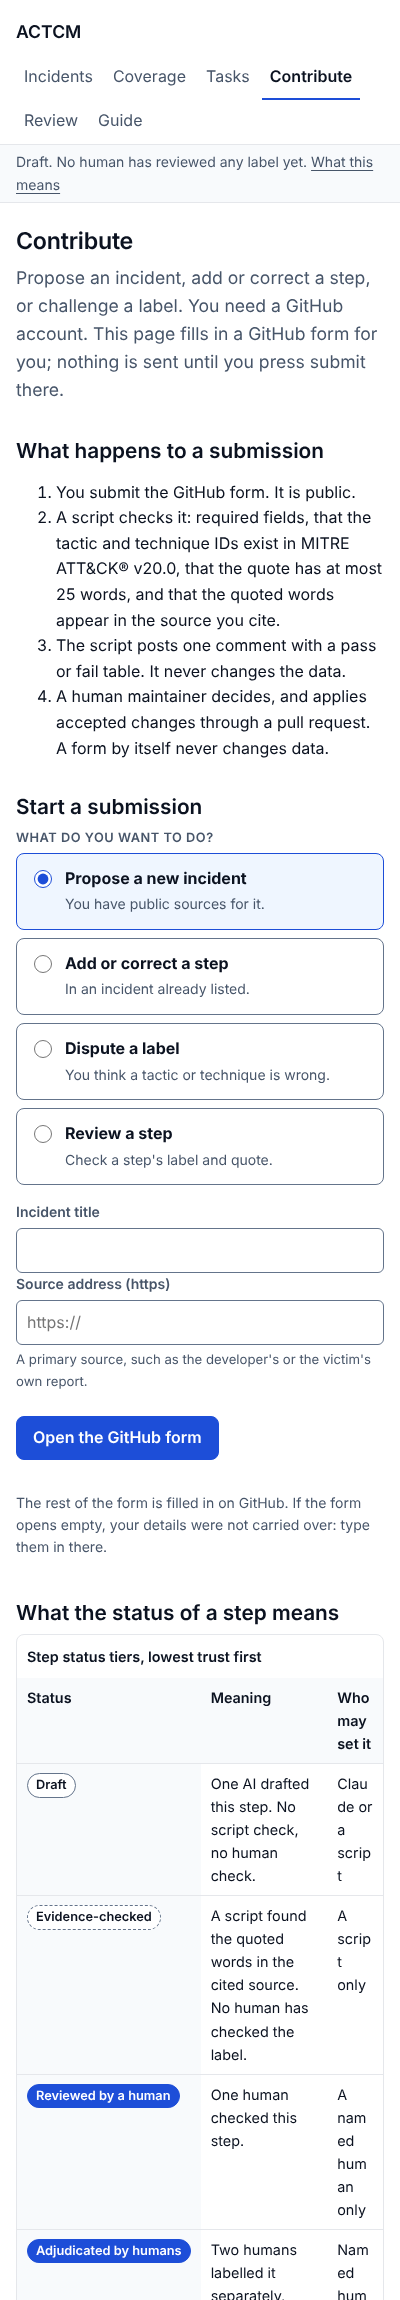 ACTCM
Incidents Coverage Tasks Contribute
Review Guide
Draft. No human has reviewed any label yet. What this
means
Contribute
Propose an incident, add or correct a step,
or challenge a label. You need a GitHub
account. This page fills in a GitHub form for
you; nothing is sent until you press submit
there.
What happens to a submission
1. You submit the GitHub form. It is public.
2. A script checks it: required fields, that the
tactic and technique IDs exist in MITRE
ATT&CK® v20.0, that the quote has at most
25 words, and that the quoted words
appear in the source you cite.
3. The script posts one comment with a pass
or fail table. It never changes the data.
4. A human maintainer decides, and applies
accepted changes through a pull request.
A form by itself never changes data.
Start a submission
WHAT DO YOU WANT TO DO?
Propose a new incident
You have public sources for it.
Add or correct a step
In an incident already listed.
Dispute a label
You think a tactic or technique is wrong.
Review a step
Check a step's label and quote.
Incident title
Source address (https)
https://
A primary source, such as the developer's or the victim's
own report.
Open the GitHub form
The rest of the form is filled in on GitHub. If the form
opens empty, your details were not carried over: type
them in there.
What the status of a step means
Step status tiers, lowest trust first
Status Meaning Who
may
set it
Draft One AI drafted Clau
this step. No de or
script check, a
no human scrip
check. t
Evidence-checked A script found A
the quoted scrip
words in the t
cited source. only
No human has
checked the
label.
Reviewed by a human One human A
checked this nam
step. ed
hum
an
only
Adjudicated by humans Two humans Nam
labelled it ed
separately. hum